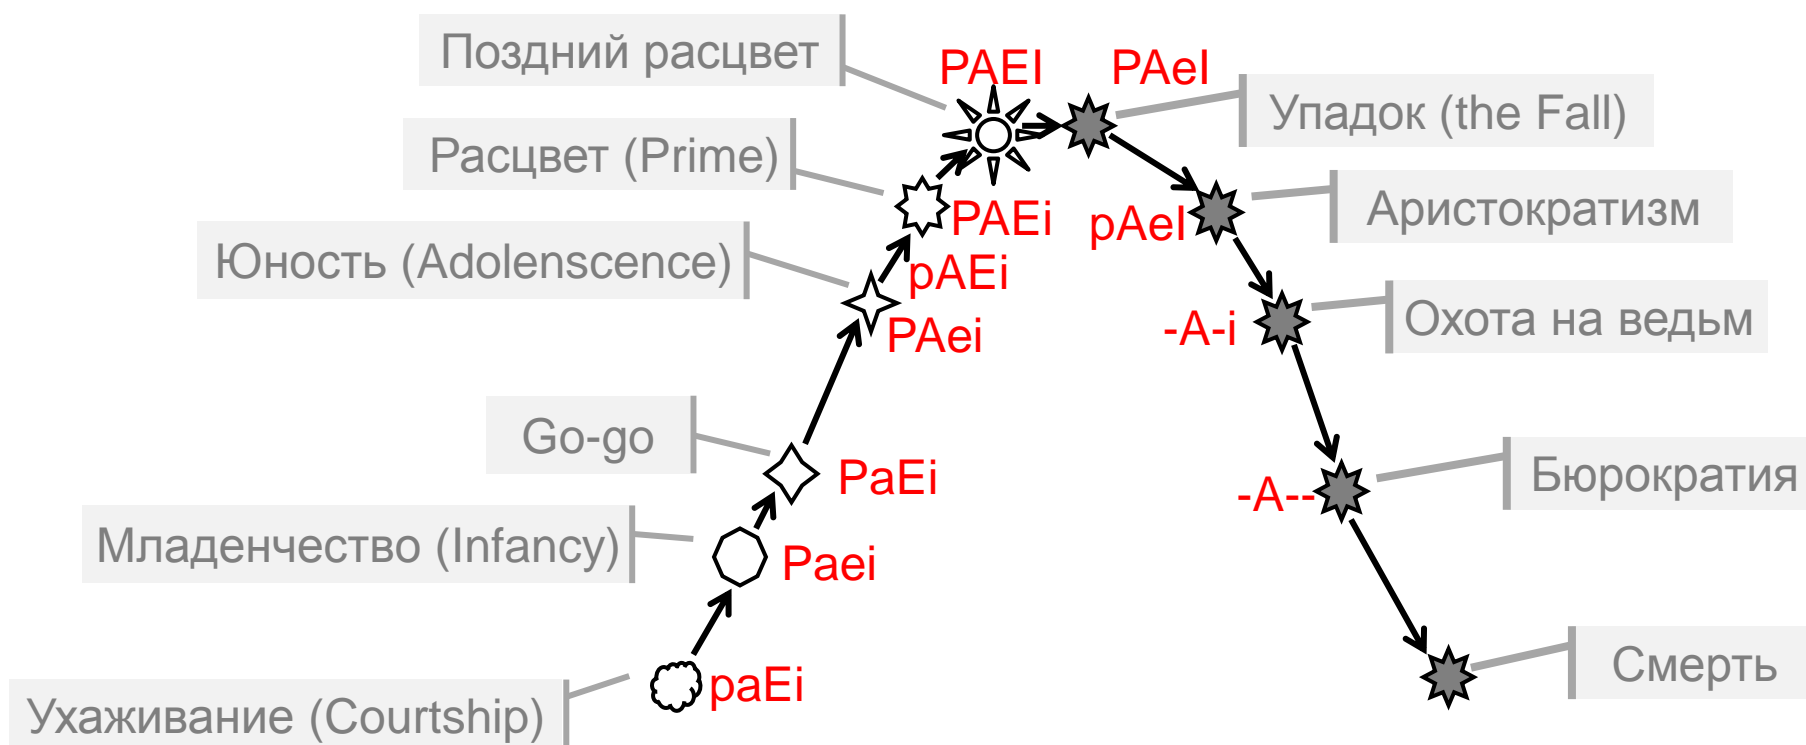 Поздний расцвет
PAEI
PAeI
Упадок (the Fall)
Расцвет (Prime)
PAEi
pAeI
Аристократизм
Юность (Adolenscence)
pAEi
PAei
-A-i
Охота на ведьм
Go-go
PaEi
-A--
Бюрократия
Младенчество (Infancy)
Paei
Ухаживание (Courtship)
paEi
Смерть